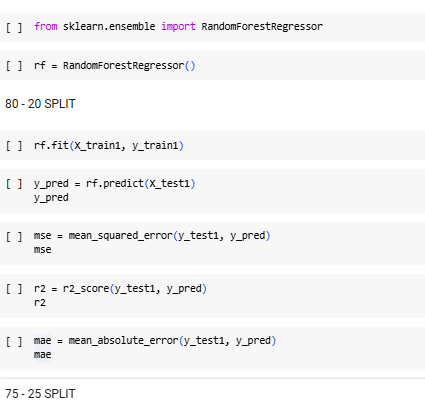 [ ] from sklearn.ensemble import RandomForestRegressor
[ ] rf = RandomForestRegressor()
80 - 20 SPLIT
[ ] rf.fit(X_train1, y_train1)
[ ] y_pred = rf.predict(X_test1)
y_pred
[ ] mse = mean_squared_error(y_test1, y_pred)
mse
[ ] r2 = r2_score(y_test1, y_pred)
r2
[ ] mae = mean_absolute_error(y_test1, y_pred)
mae
75 - 25 SPLIT